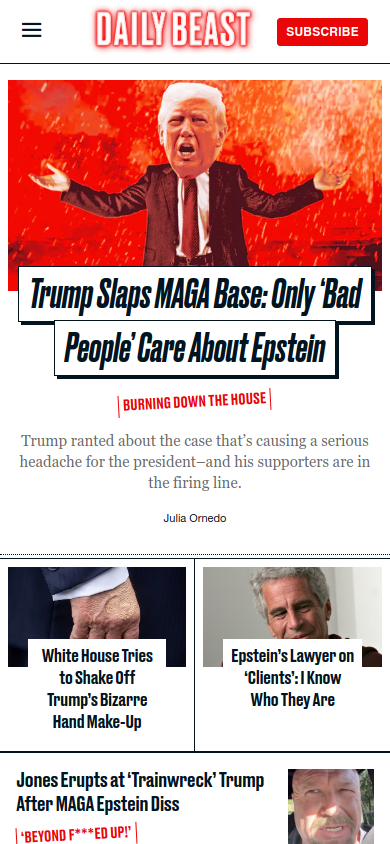 DAILY BEAST
SUBSCRIBE
Trump Slaps MAGA Base: Only ‘Bad
People’ Care About Epstein
BURNING DOWN THE HOUSE
Trump ranted about the case that’s causing a serious
headache for the president—and his supporters are in
the firing line.
Julia Ornedo
White House Tries
to Shake Off
Trump’s Bizarre
Hand Make-Up
Epstein’s Lawyer on
‘Clients’: I Know
Who They Are
Jones Erupts at ‘Trainwreck’ Trump
After MAGA Epstein Diss
‘BEYOND F***ED UP!’